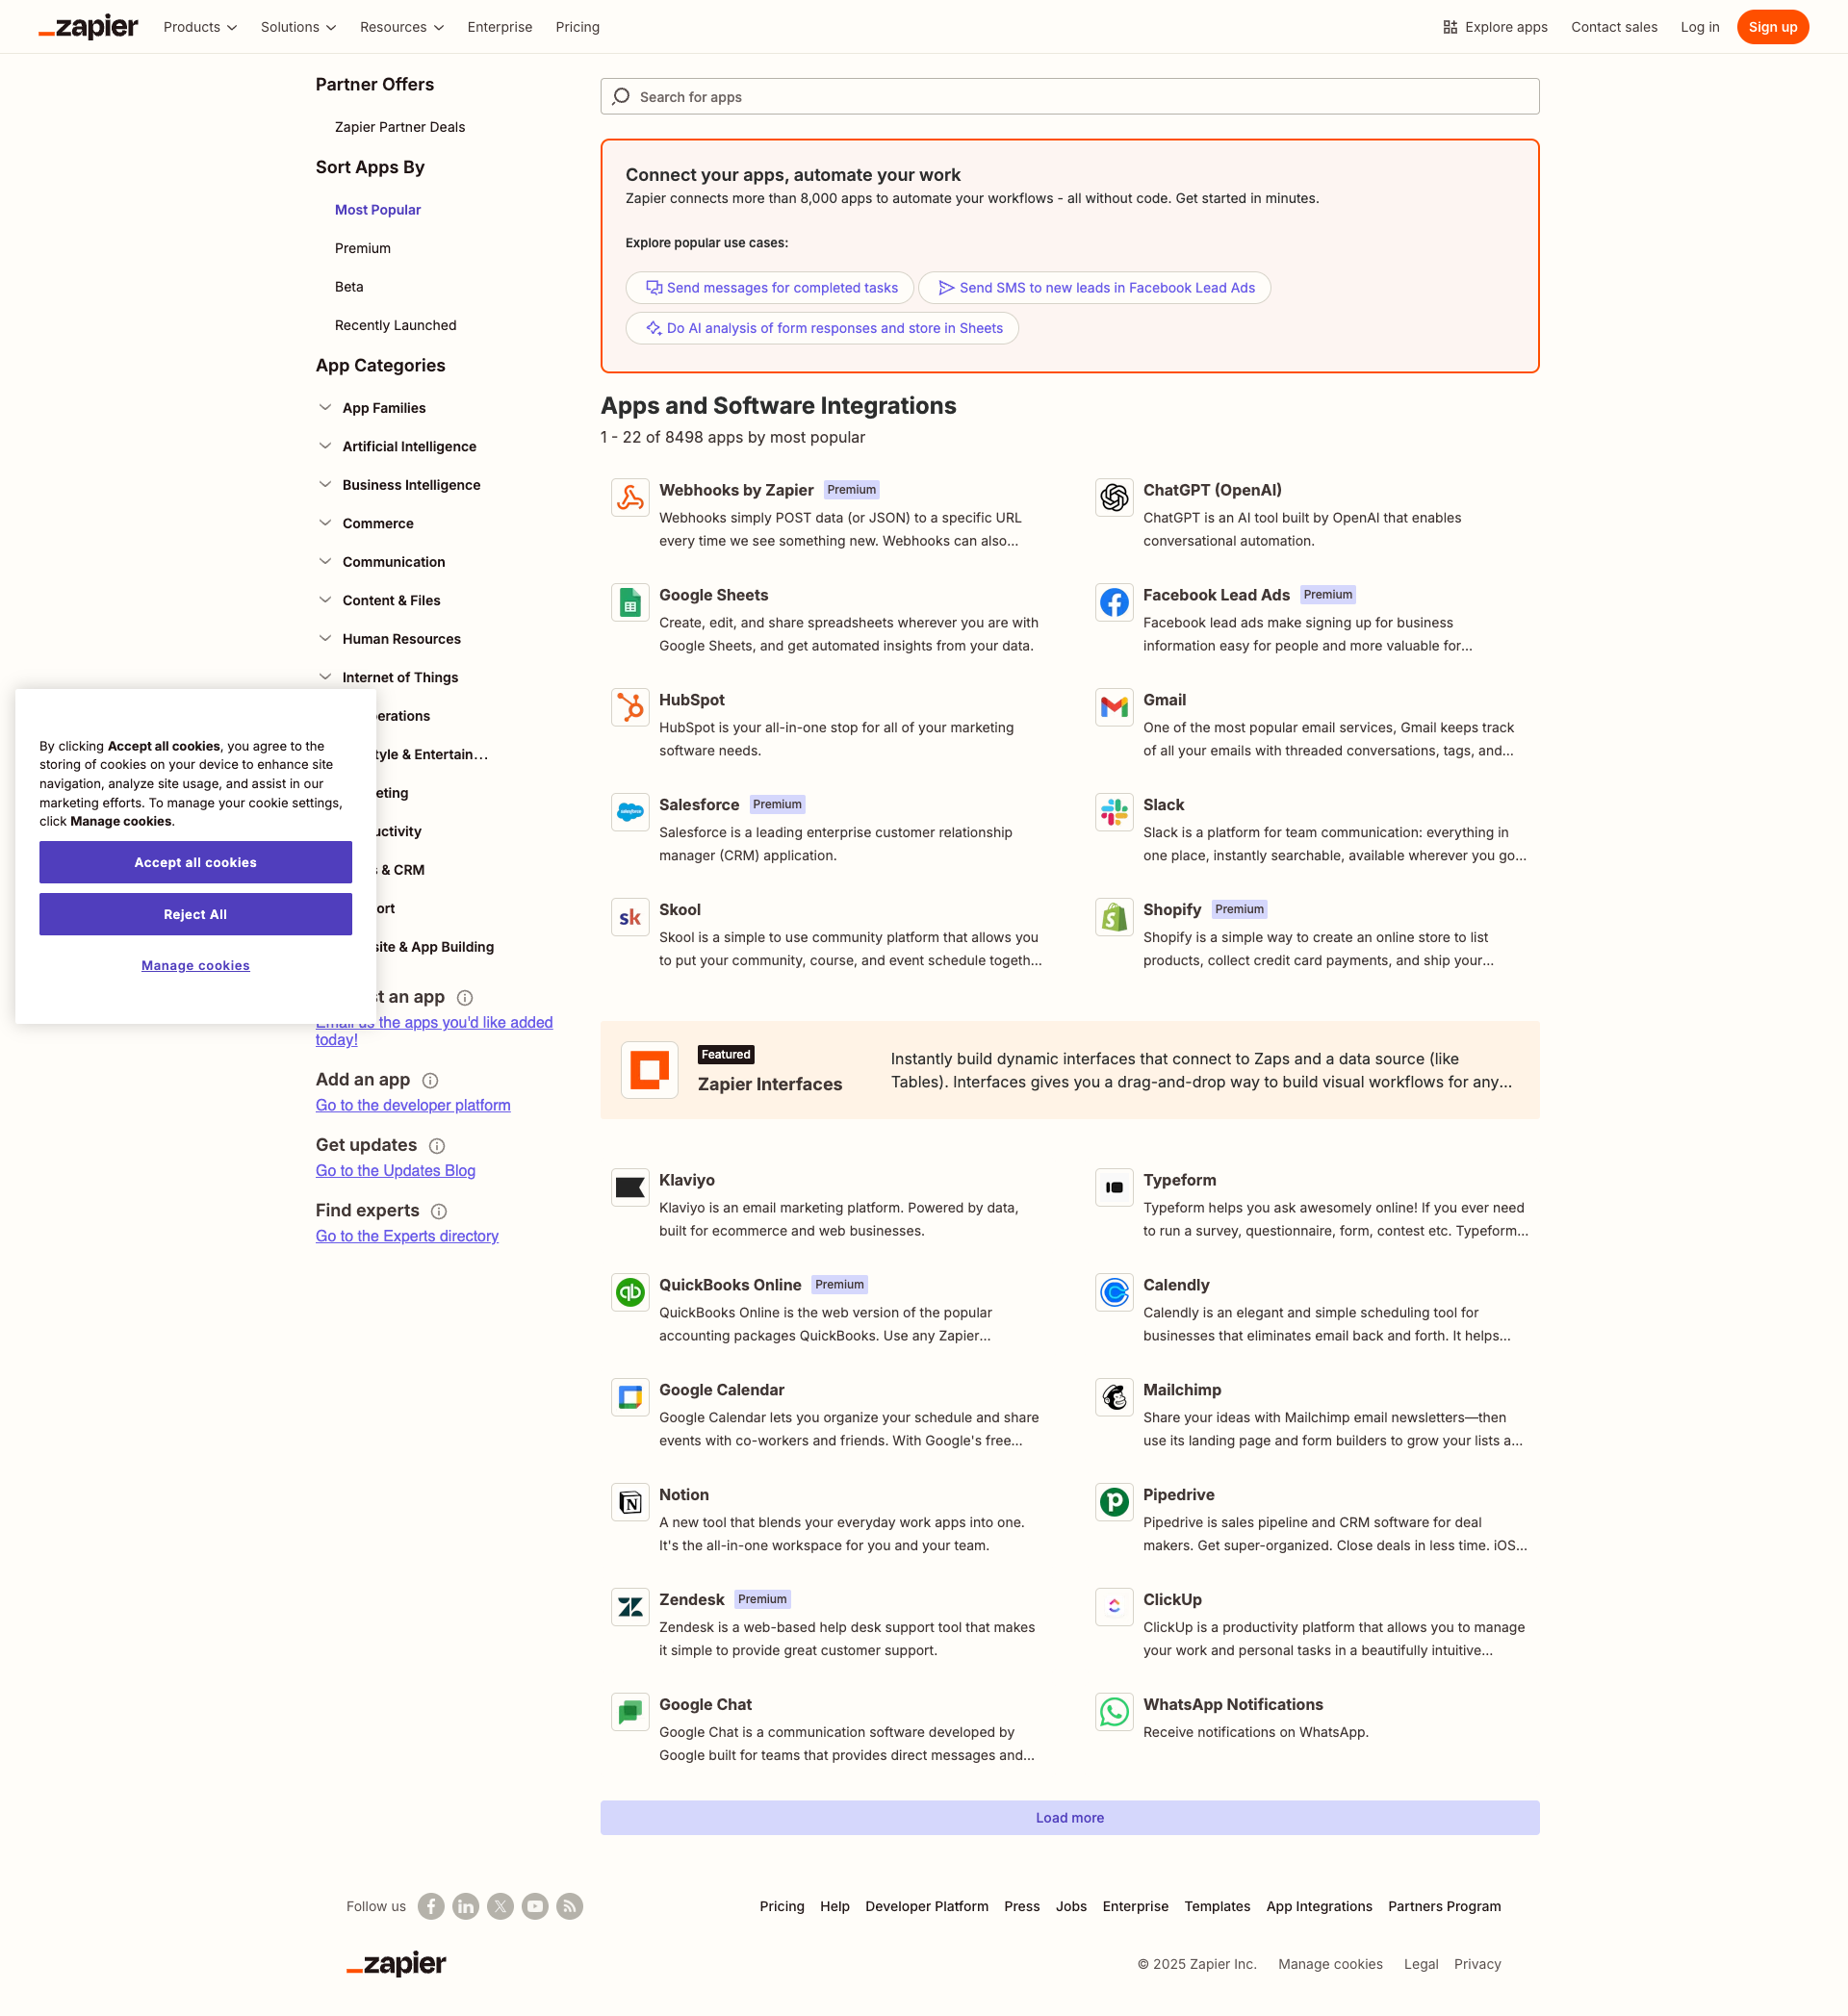 zapier
Products
Solutions
Resources
Enterprise
Pricing
Explore apps
Contact sales
Log in
Sign up
Partner Offers
Zapier Partner Deals
Sort Apps By
Most Popular
Premium
Beta
Recently Launched
App Categories
App Families
Artificial Intelligence
Business Intelligence
Commerce
Communication
Content & Files
Human Resources
Internet of Things
erations
tyle & Entertain...
eting
uctivity
& CRM
ort
site & App Building
st an app
Email us the apps you'd like added
today!
Add an app
Go to the developer platform
Get updates
Go to the Updates Blog
Find experts
Go to the Experts directory
By clicking Accept all cookies, you agree to the
storing of cookies on your device to enhance site
navigation, analyze site usage, and assist in our
marketing efforts. To manage your cookie settings,
click Manage cookies.
Accept all cookies
Reject All
Manage cookies
Search for apps
Connect your apps, automate your work
Zapier connects more than 8,000 apps to automate your workflows - all without code. Get started in minutes.
Explore popular use cases:
Send messages for completed tasks
Send SMS to new leads in Facebook Lead Ads
Do AI analysis of form responses and store in Sheets
Apps and Software Integrations
1 - 22 of 8498 apps by most popular
Webhooks by Zapier Premium
Webhooks simply POST data (or JSON) to a specific URL
every time we see something new. Webhooks can also...
ChatGPT (OpenAI)
ChatGPT is an AI tool built by OpenAI that enables
conversational automation.
Google Sheets
Create, edit, and share spreadsheets wherever you are with
Google Sheets, and get automated insights from your data.
Facebook Lead Ads Premium
Facebook lead ads make signing up for business
information easy for people and more valuable for...
HubSpot
HubSpot is your all-in-one stop for all of your marketing
software needs.
Gmail
One of the most popular email services, Gmail keeps track
of all your emails with threaded conversations, tags, and...
Salesforce Premium
Salesforce is a leading enterprise customer relationship
manager (CRM) application.
Slack
Slack is a platform for team communication: everything in
one place, instantly searchable, available wherever you go...
sk
Skool
Skool is a simple to use community platform that allows you
to put your community, course, and event schedule togeth...
Shopify Premium
Shopify is a simple way to create an online store to list
products, collect credit card payments, and ship your...
Featured
Zapier Interfaces
Instantly build dynamic interfaces that connect to Zaps and a data source (like
Tables). Interfaces gives you a drag-and-drop way to build visual workflows for any...
Klaviyo
Klaviyo is an email marketing platform. Powered by data,
built for ecommerce and web businesses.
Typeform
Typeform helps you ask awesomely online! If you ever need
to run a survey, questionnaire, form, contest etc. Typeform...
QuickBooks Online Premium
QuickBooks Online is the web version of the popular
accounting packages QuickBooks. Use any Zapier...
Calendly
Calendly is an elegant and simple scheduling tool for
businesses that eliminates email back and forth. It helps...
Google Calendar
Google Calendar lets you organize your schedule and share
events with co-workers and friends. With Google's free...
Mailchimp
Share your ideas with Mailchimp email newsletters—then
use its landing page and form builders to grow your lists a...
Notion
A new tool that blends your everyday work apps into one.
It's the all-in-one workspace for you and your team.
Pipedrive
Pipedrive is sales pipeline and CRM software for deal
makers. Get super-organized. Close deals in less time. iOS...
Zendesk Premium
Zendesk is a web-based help desk support tool that makes
it simple to provide great customer support.
ClickUp
ClickUp is a productivity platform that allows you to manage
your work and personal tasks in a beautifully intuitive...
Google Chat
Google Chat is a communication software developed by
Google built for teams that provides direct messages and...
WhatsApp Notifications
Receive notifications on WhatsApp.
Load more
Follow us
Pricing
Help
Developer Platform
Press
Jobs
Enterprise
Templates
App Integrations
Partners Program
zapier
© 2025 Zapier Inc.
Manage cookies
Legal
Privacy